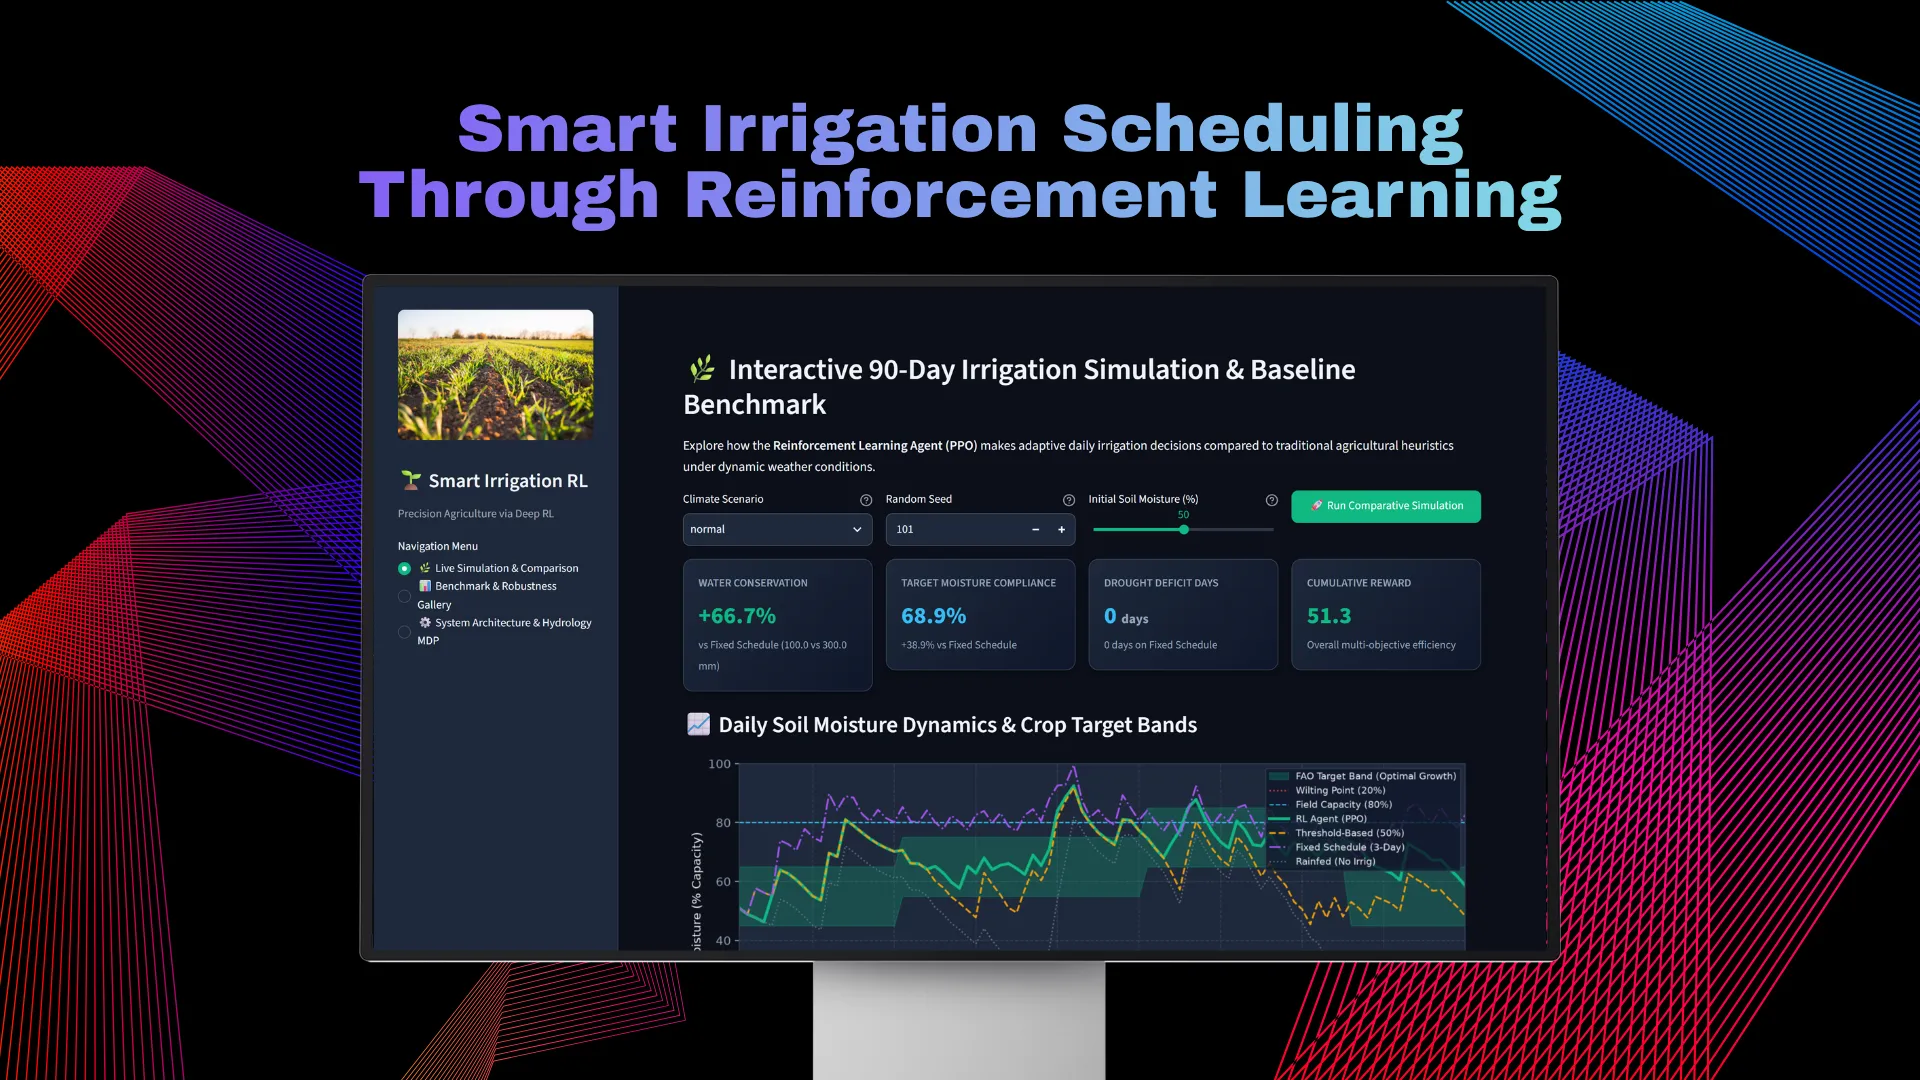 Smart Irrigation Scheduling
Through Reinforcement Learning
🌱 Smart Irrigation RL
Precision Agriculture via Deep RL
Navigation Menu
🌿 Live Simulation & Comparison
📊 Benchmark & Robustness
Gallery
⚙️ System Architecture & Hydrology
MDP
🌿 Interactive 90-Day Irrigation Simulation & Baseline
Benchmark
Explore how the Reinforcement Learning Agent (PPO) makes adaptive daily irrigation decisions compared to traditional agricultural heuristics
under dynamic weather conditions.
Climate Scenario
normal
Random Seed
101
Initial Soil Moisture (%)
50
🚀 Run Comparative Simulation
WATER CONSERVATION
+66.7%
vs Fixed Schedule (100.0 vs 300.0
mm)
TARGET MOISTURE COMPLIANCE
68.9%
+38.9% vs Fixed Schedule
DROUGHT DEFICIT DAYS
0 days
0 days on Fixed Schedule
CUMULATIVE REWARD
51.3
Overall multi-objective efficiency
📈 Daily Soil Moisture Dynamics & Crop Target Bands
100
80
60
40
oisture (% Capacity)
FAO Target Band (Optimal Growth)
Wilting Point (20%)
Field Capacity (80%)
RL Agent (PPO)
Threshold-Based (50%)
Fixed Schedule (3-Day)
Rainfed (No Irrig)